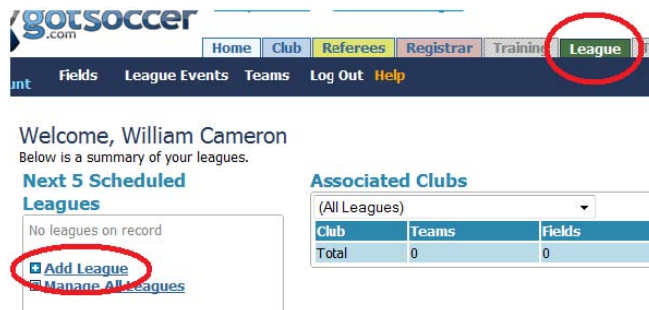 gotsoccer
.com
Home Club Referees Registrar Training League
Fields League Events Teams Log Out Help
Welcome, William Cameron
Below is a summary of your leagues.
Next 5 Scheduled Leagues
Associated Clubs
(All Leagues)
No leagues on record
Club Teams Fields
Total 0 0
Add League
Manage All Leagues